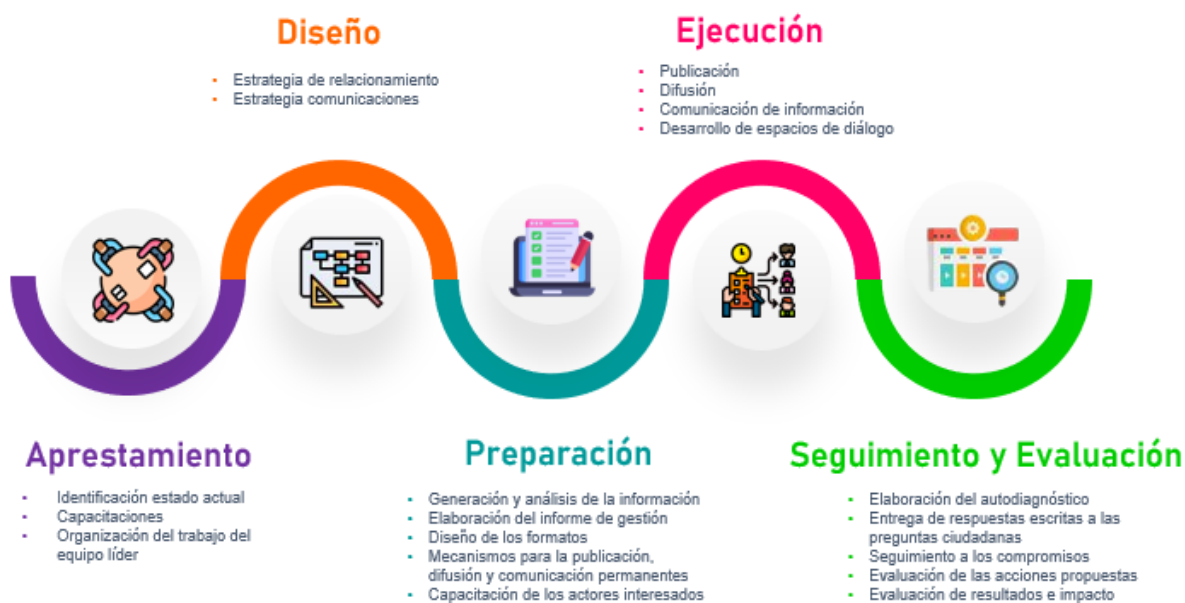 Diseño
▪ Estrategia de relacionamiento
▪ Estrategia comunicaciones
Ejecución
▪ Publicación
▪ Difusión
▪ Comunicación de información
▪ Desarrollo de espacios de diálogo
Aprestamiento
▪ Identificación estado actual
▪ Capacitaciones
▪ Organización del trabajo del
equipo líder
Preparación
▪ Generación y análisis de la información
▪ Elaboración del informe de gestión
▪ Diseño de los formatos
▪ Mecanismos para la publicación,
difusión y comunicación permanentes
▪ Capacitación de los actores interesados
Seguimiento y Evaluación
▪ Elaboración del autodiagnóstico
▪ Entrega de respuestas escritas a las
preguntas ciudadanas
▪ Seguimiento a los compromisos
▪ Evaluación de las acciones propuestas
▪ Evaluación de resultados e impacto